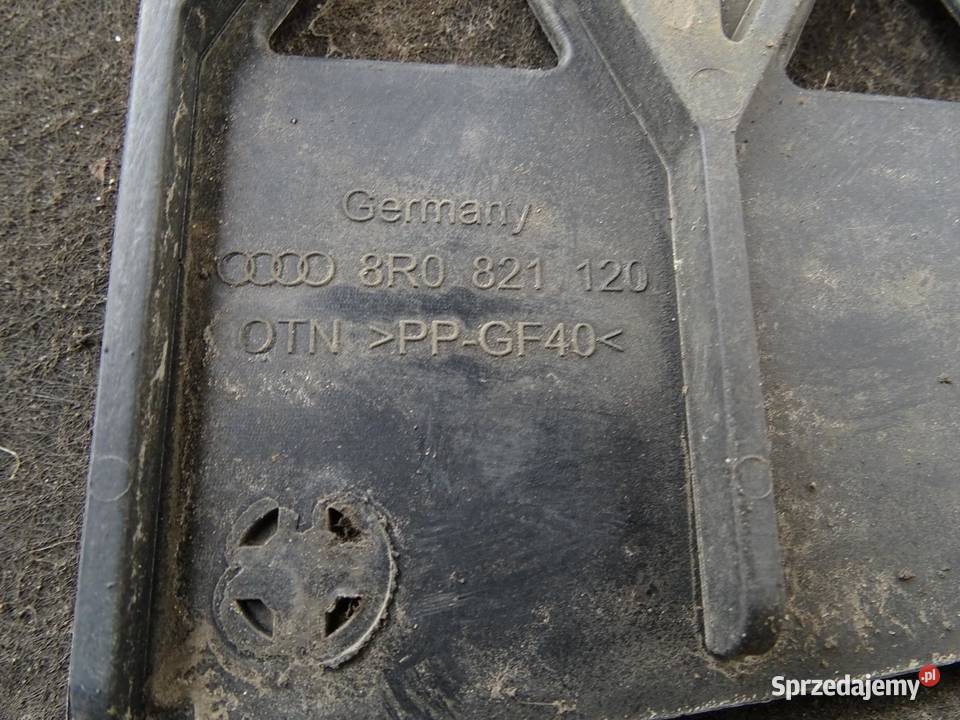 Germany
8R0 821 120
OTN >PP-GF40<
Sprzedajemy.pl